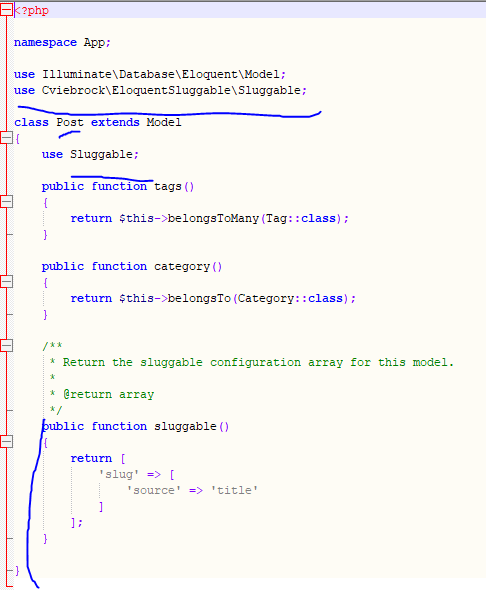 <?php
namespace App;
use Illuminate\Database\Eloquent\Model;
use Cviebrock\EloquentSluggable\Sluggable;
class Post extends Model
{
use Sluggable;
public function tags()
{
return $this->belongsToMany(Tag::class);
}
public function category()
{
return $this->belongsTo(Category::class);
}
/**
* Return the sluggable configuration array for this model.
*
* @return array
*/
public function sluggable()
{
return [
'slug' => [
'source' => 'title'
]
];
}
}